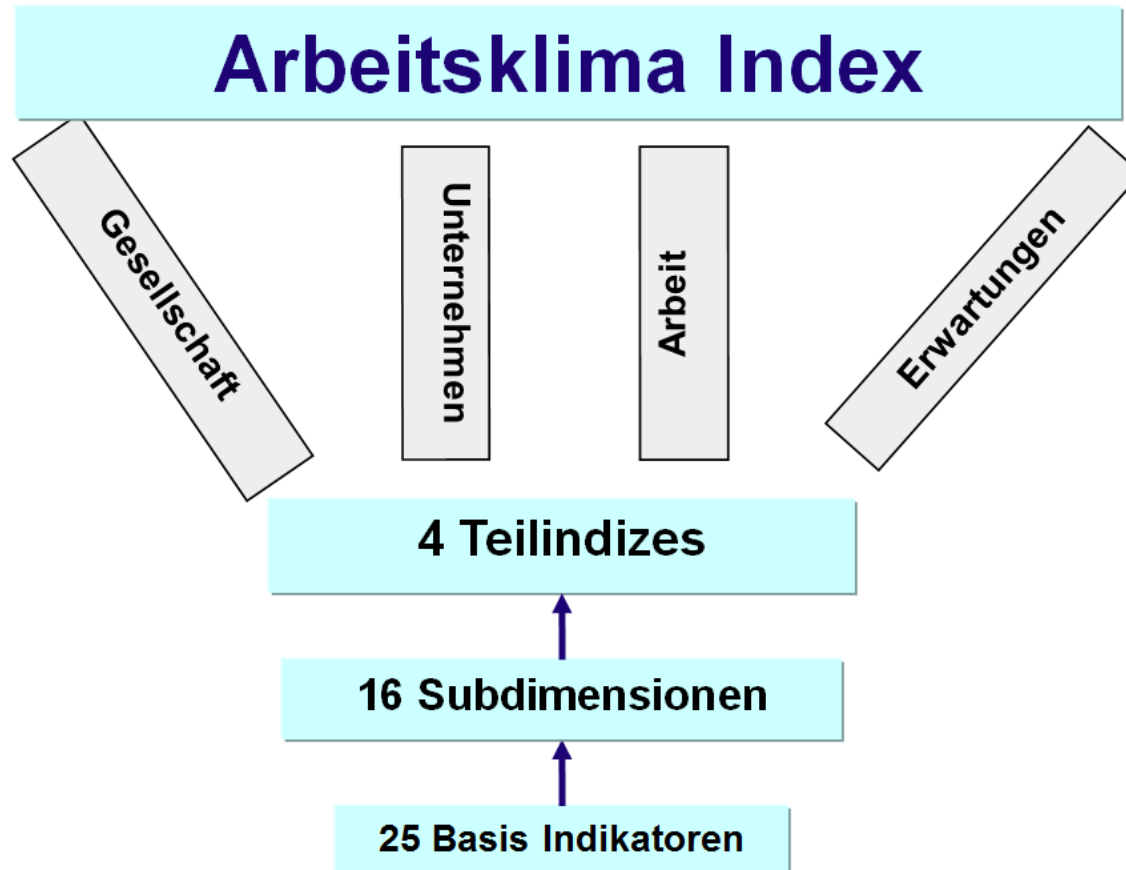 Arbeitsklima Index
Gesellschaft
Unternehmen
Arbeit
Erwartungen
4 Teilindizes
16 Subdimensionen
25 Basis Indikatoren